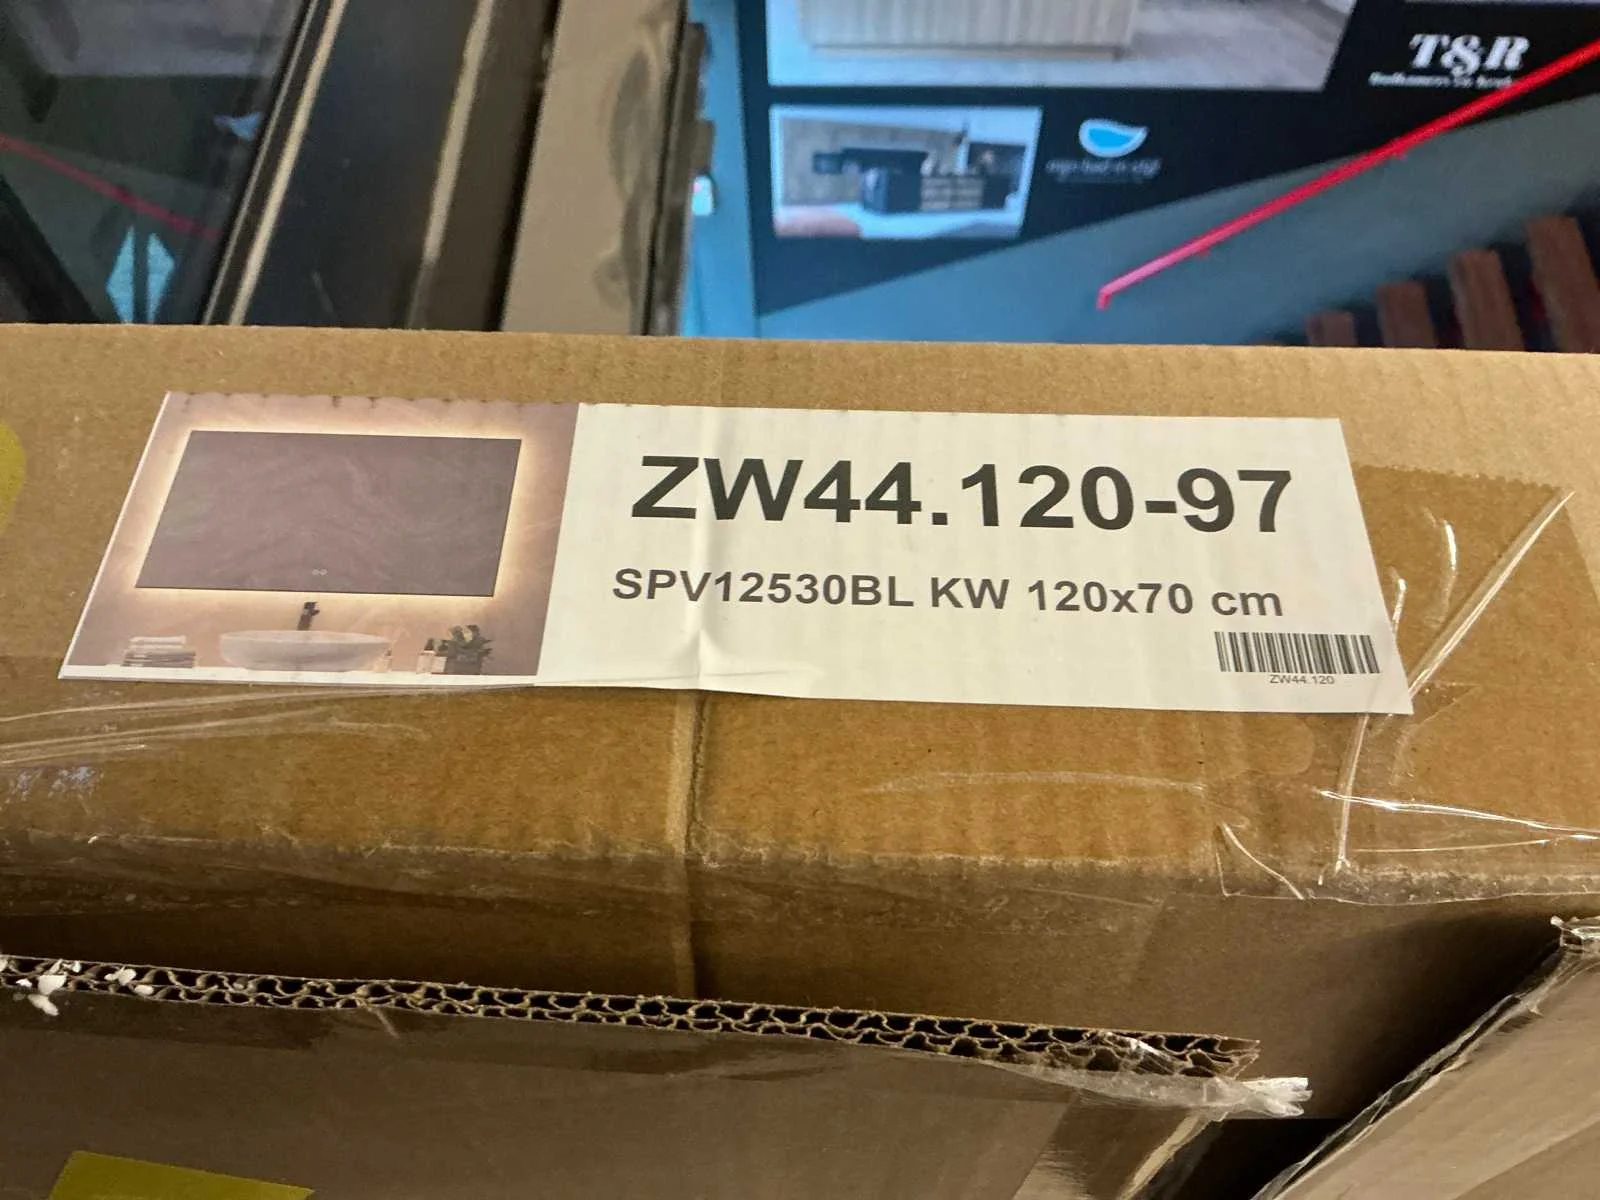 T&R
ZW44.120-97
SPV12530BL KW 120x70 cm
ZW44.120